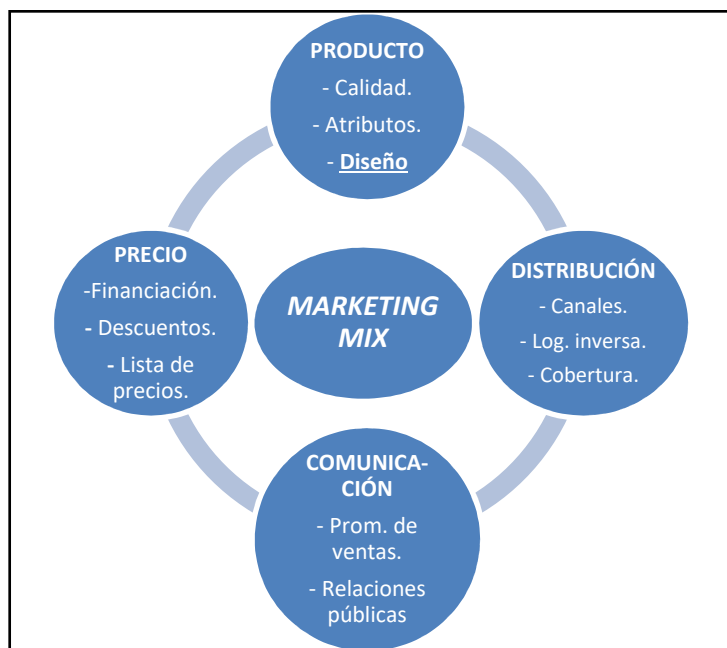 PRODUCTO
- Calidad.
- Atributos.
- Diseño
PRECIO
-Financiación.
- Descuentos.
- Lista de
precios.
MARKETING
MIX
DISTRIBUCIÓN
- Canales.
- Log. inversa.
- Cobertura.
COMUNICA-
CIÓN
- Prom. de
ventas.
- Relaciones
públicas